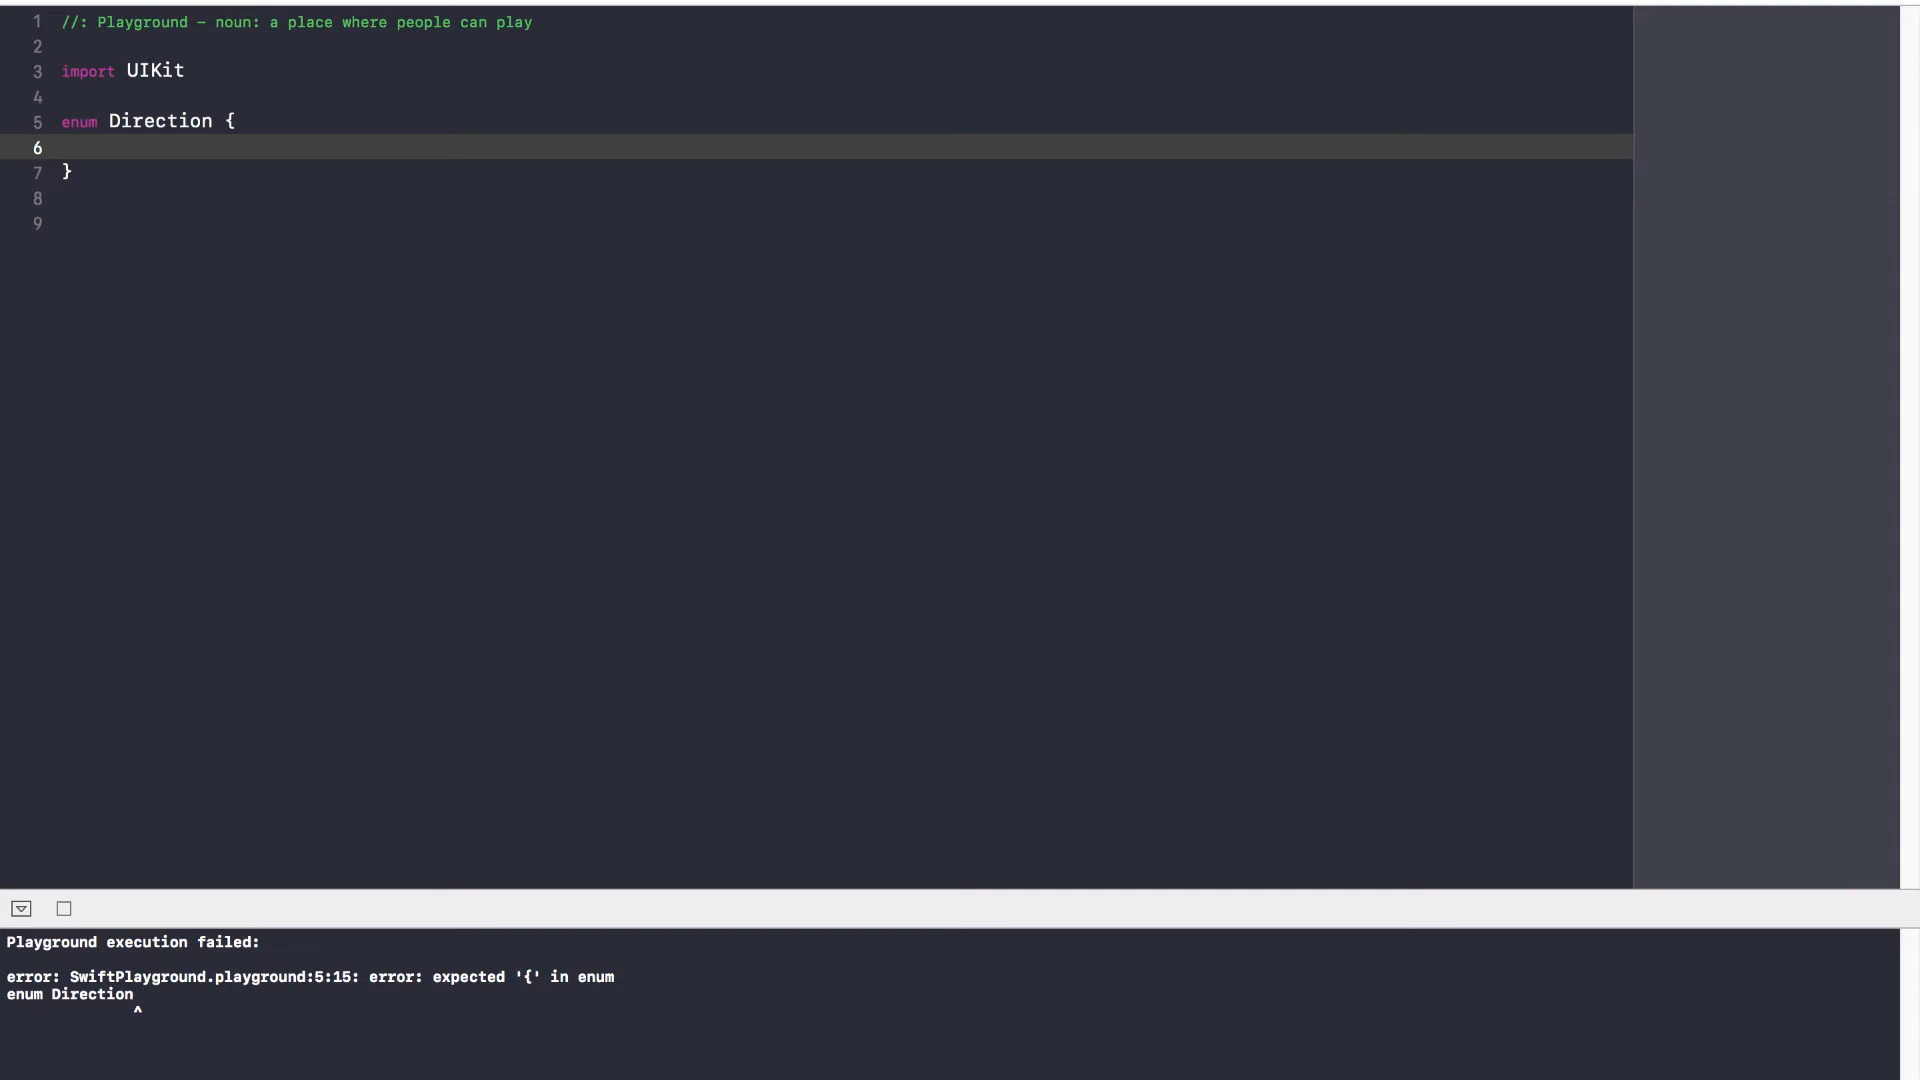 1 //: Playground – noun: a place where people can play
2
3 import UIKit
4
5 enum Direction {
6
7 }
8
9
Playground execution failed:
error: SwiftPlayground.playground:5:15: error: expected '{' in enum
enum Direction
^